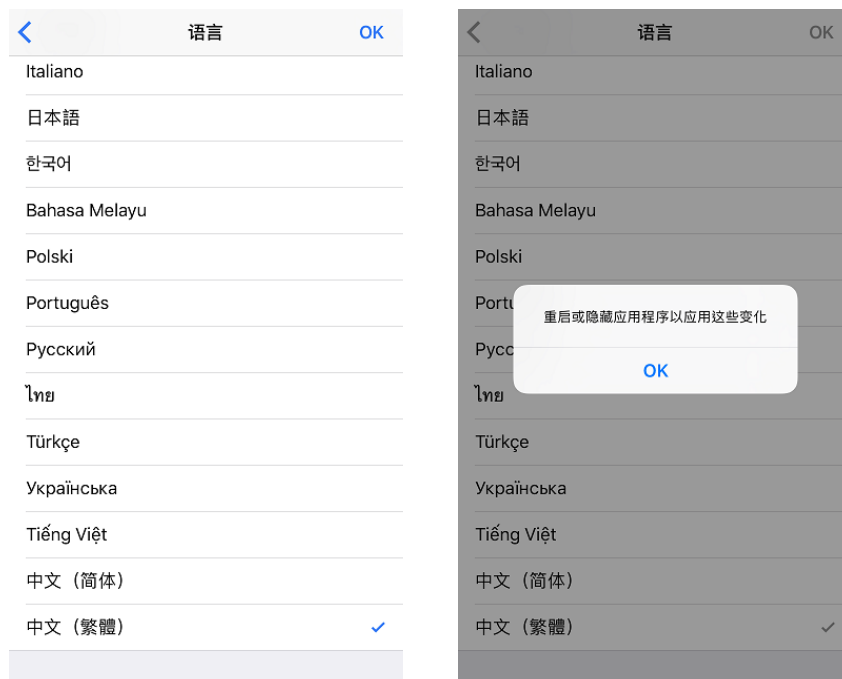 语言
OK
Italiano
日本語
한국어
Bahasa Melayu
Polski
Português
Русский
ไทย
Türkçe
Українська
Tiếng Việt
中文（简体）
中文（繁體）
语言
OK
Italiano
日本語
한국어
Bahasa Melayu
Polski
Portu
重启或隐藏应用程序以应用这些变化
OK
Русс
ไทย
Türkçe
Українська
Tiếng Việt
中文（简体）
中文（繁體）